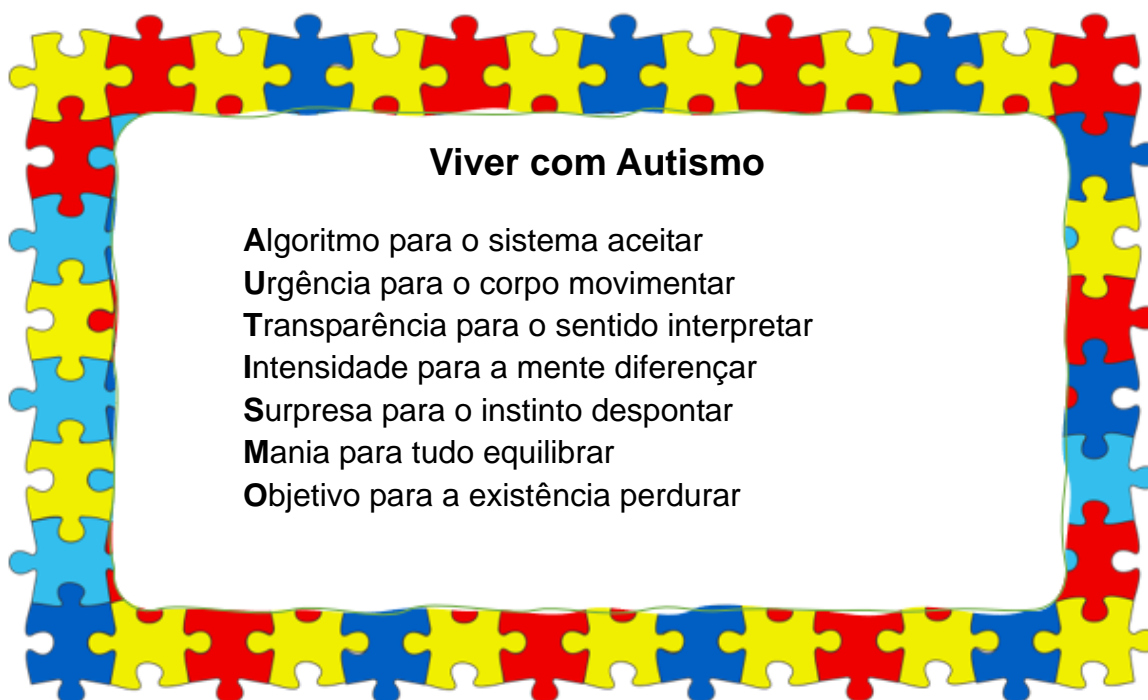 Viver com Autismo
Algoritmo para o sistema aceitar
Urgência para o corpo movimentar
Transparência para o sentido interpretar
Intensidade para a mente diferençar
Surpresa para o instinto despontar
Mania para tudo equilibrar
Objetivo para a existência perdurar